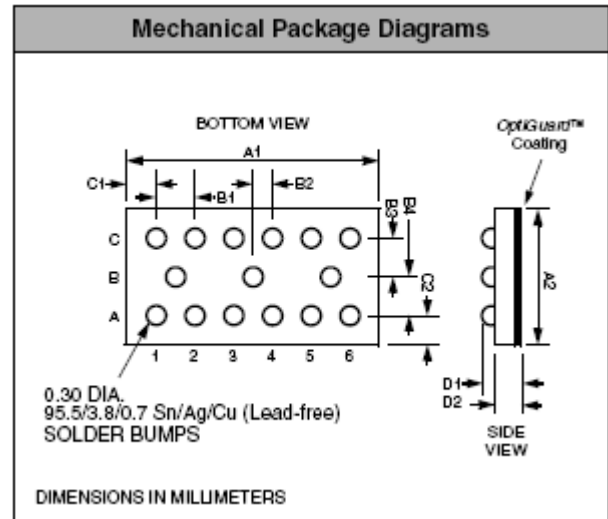 Mechanical Package Diagrams
BOTTOM VIEW
OptiGuard™
Coating
A1
C1
B1
B2
B3
B4
C2
A2
C
B
A
1 2 3 4 5 6
D1
D2
0.30 DIA.
95.5/3.8/0.7 Sn/Ag/Cu (Lead-free)
SOLDER BUMPS
SIDE
VIEW
DIMENSIONS IN MILLIMETERS